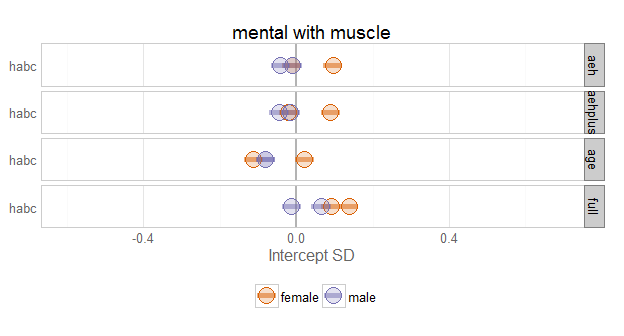 mental with muscle
habc
aeh
habc
aehplus
habc
age
habc
full
-0.4 0.0 0.4
Intercept SD
female male